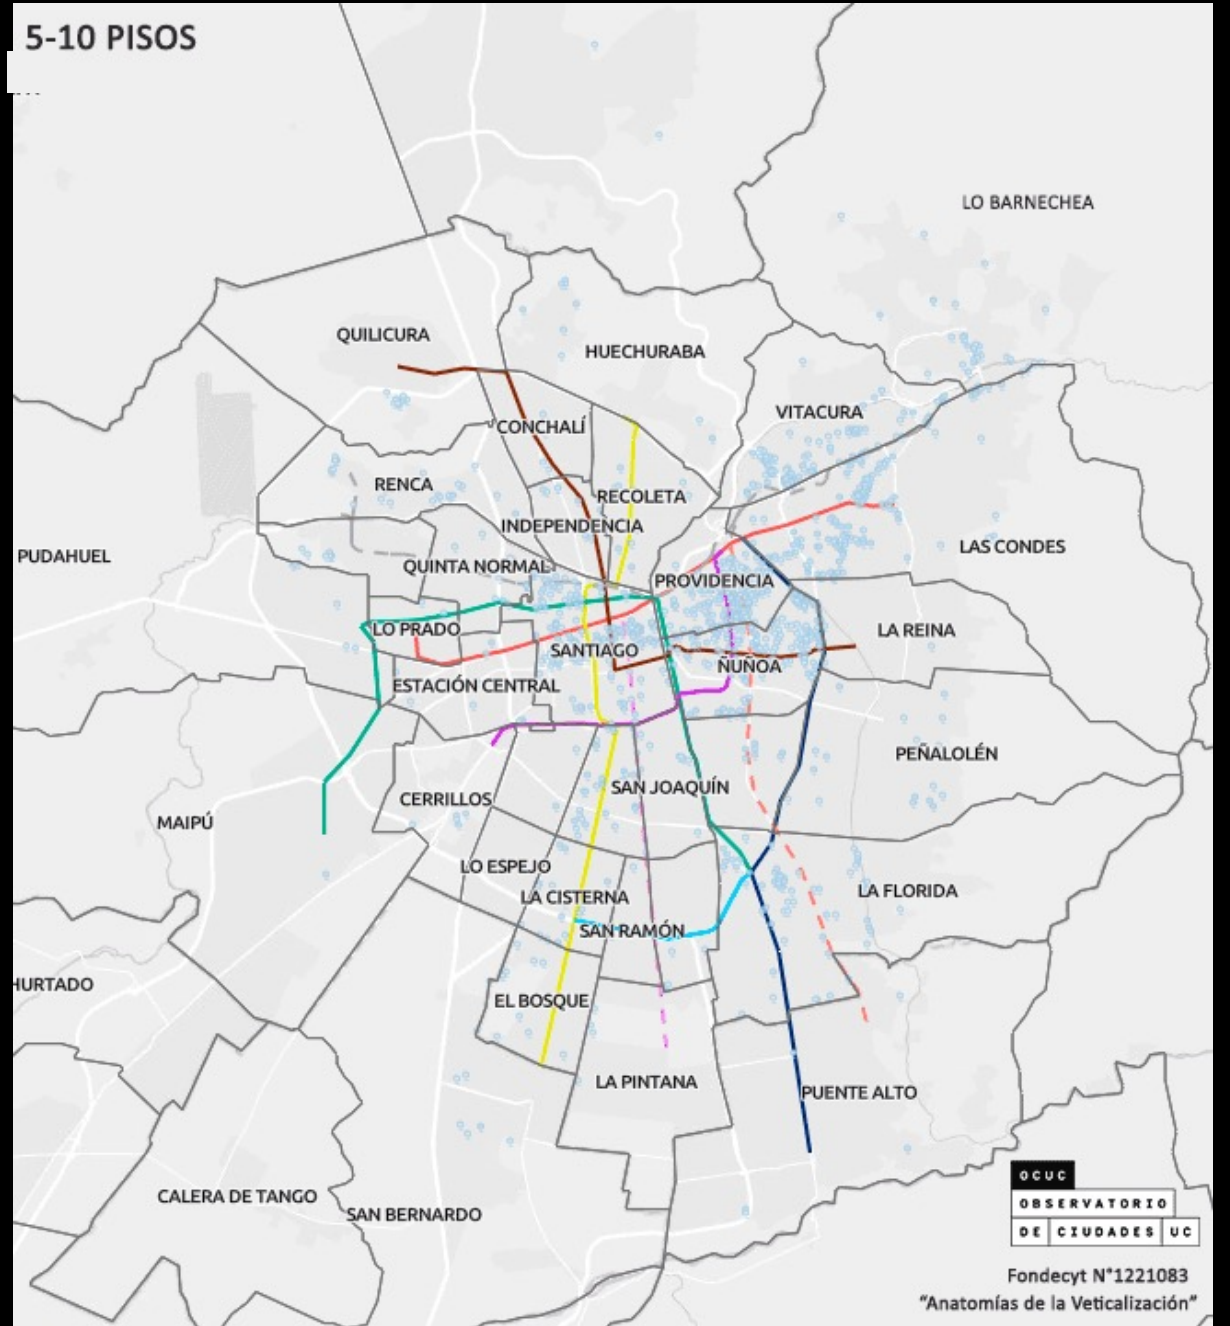 5-10 PISOS
LO BARNECHEA
QUILICURA
HUECHURABA
VITACURA
CONCHALÍ
RENCA
RECOLETA
INDEPENDENCIA
LAS CONDES
PUDAHUEL
QUINTA NORMAL
PROVIDENCIA
LO PRADO
LA REINA
SANTIAGO
ÑUÑOA
ESTACIÓN CENTRAL
PEÑALOLÉN
SAN JOAQUÍN
CERRILLOS
MAIPÚ
LO ESPEJO
LA CISTERNA
LA FLORIDA
SAN RAMÓN
HURTADO
EL BOSQUE
LA PINTANA
PUENTE ALTO
CALERA DE TANGO
SAN BERNARDO
OCUC
OBSERVATORIO
DE CIUDADES UC
Fondecyt N°1221083
“Anatomías de la Veticalización”